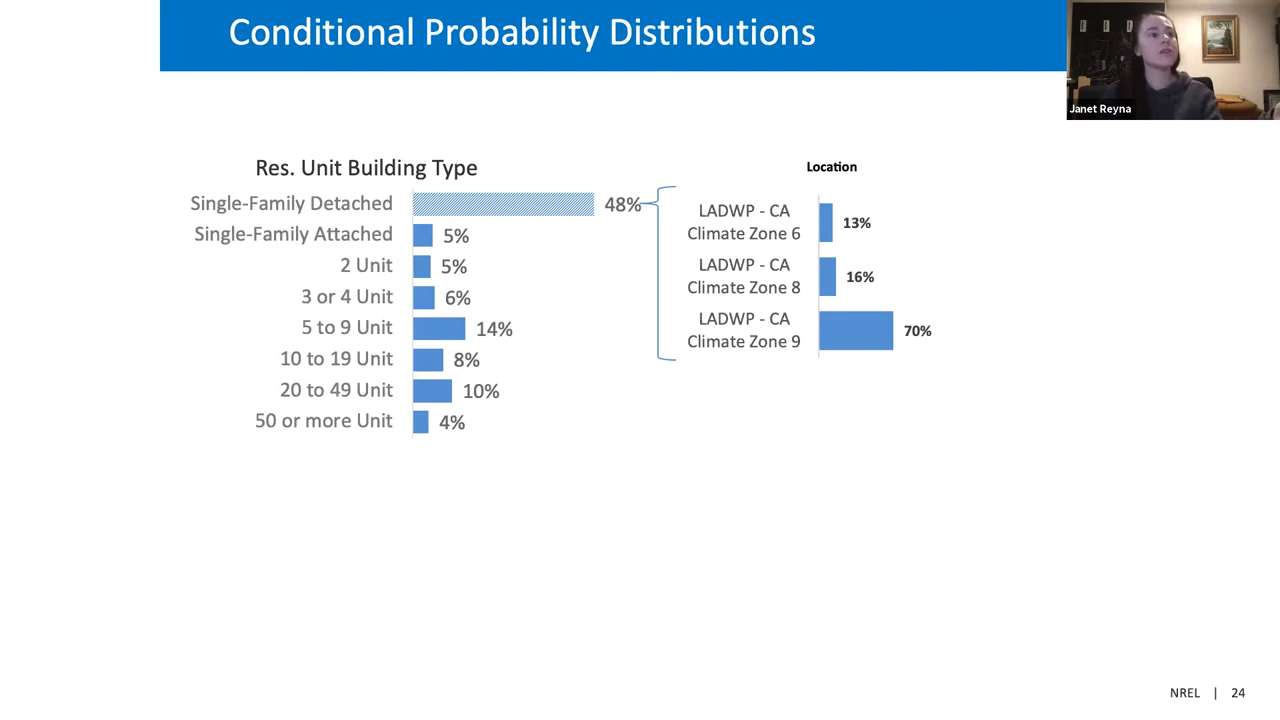 Conditional Probability Distributions
Janet Reyna
Res. Unit Building Type
Single-Family Detached 48%
Single-Family Attached 5%
2 Unit 5%
3 or 4 Unit 6%
5 to 9 Unit 14%
10 to 19 Unit 8%
20 to 49 Unit 10%
50 or more Unit 4%
Location
LADWP - CA
Climate Zone 6 13%
LADWP - CA
Climate Zone 8 16%
LADWP - CA
Climate Zone 9 70%
NREL | 24